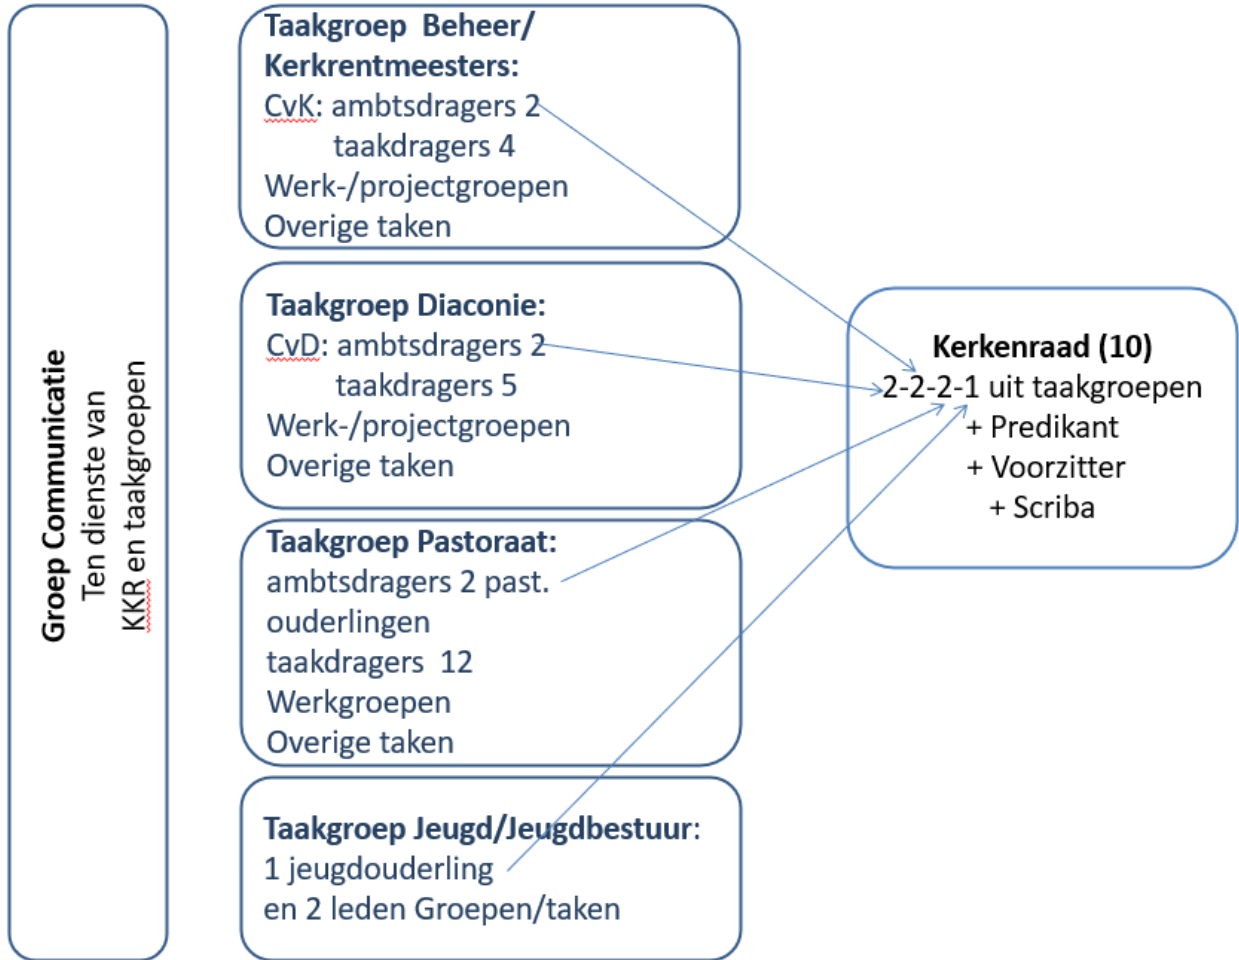 Groep Communicatie
Ten dienste van
KKR en taakgroepen
Taakgroep Beheer/
Kerkrentmeesters:
CvK: ambtsdragers 2
taakdragers 4
Werk-/projectgroepen
Overige taken
Taakgroep Diaconie:
CvD: ambtsdragers 2
taakdragers 5
Werk-/projectgroepen
Overige taken
Taakgroep Pastoraat:
ambtsdragers 2 past.
ouderlingen
taakdragers 12
Werkgroepen
Overige taken
Taakgroep Jeugd/Jeugdbestuur:
1 jeugdouderling
en 2 leden Groepen/taken
Kerkenraad (10)
2-2-2-1 uit taakgroepen
+ Predikant
+ Voorzitter
+ Scriba